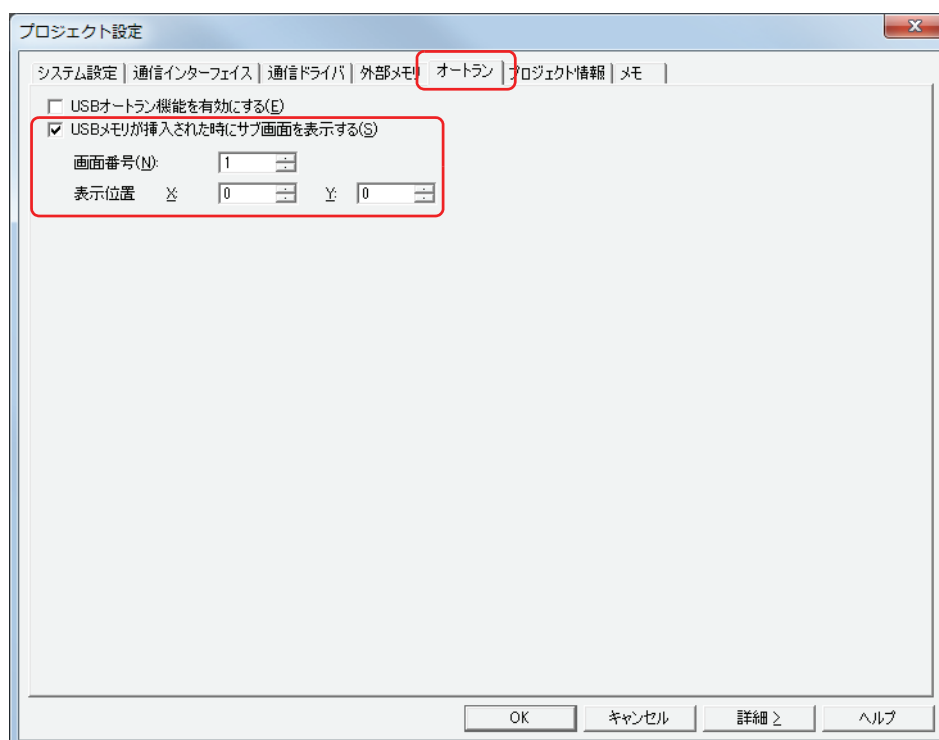 プロジェクト設定
システム設定 通信インターフェイス 通信ドライバ 外部メモリ オートラン プロジェクト情報 メモ
USBオートラン機能を有効にする(E)
USBメモリが挿入された時にサブ画面を表示する(S)
画面番号(N): 1
表示位置 X: 0 Y: 0
OK キャンセル 詳細 > ヘルプ